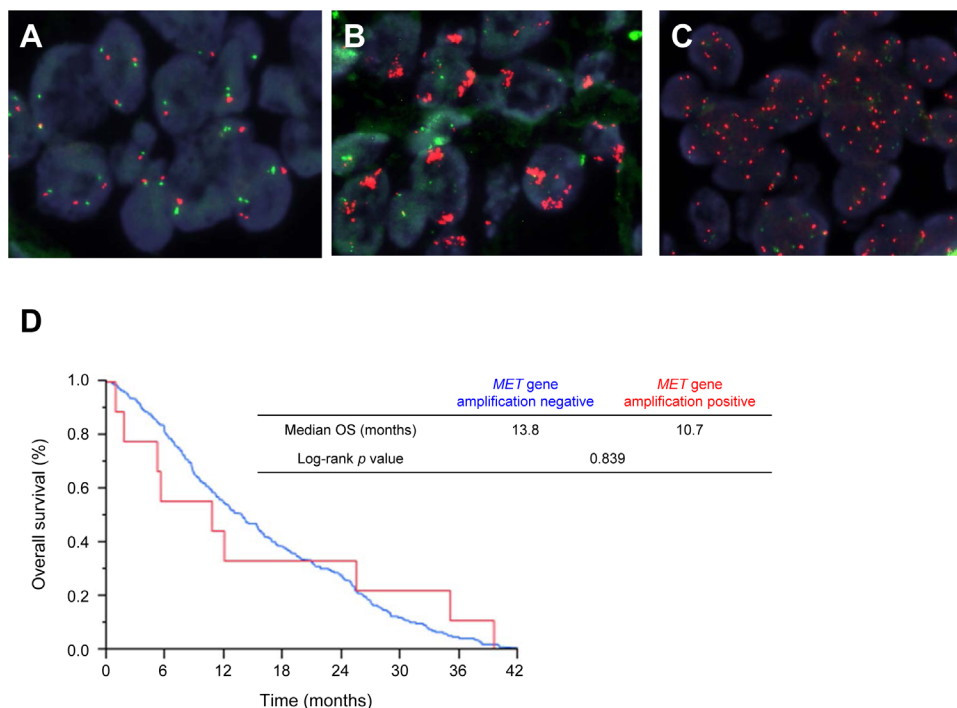 A
B
C
D
MET gene
amplification negative
MET gene
amplification positive
Median OS (months)
13.8
10.7
Log-rank p value
0.839
Overall survival (%)
1.0
0.8
0.6
0.4
0.2
0.0
0
6
12
18
24
30
36
42
Time (months)